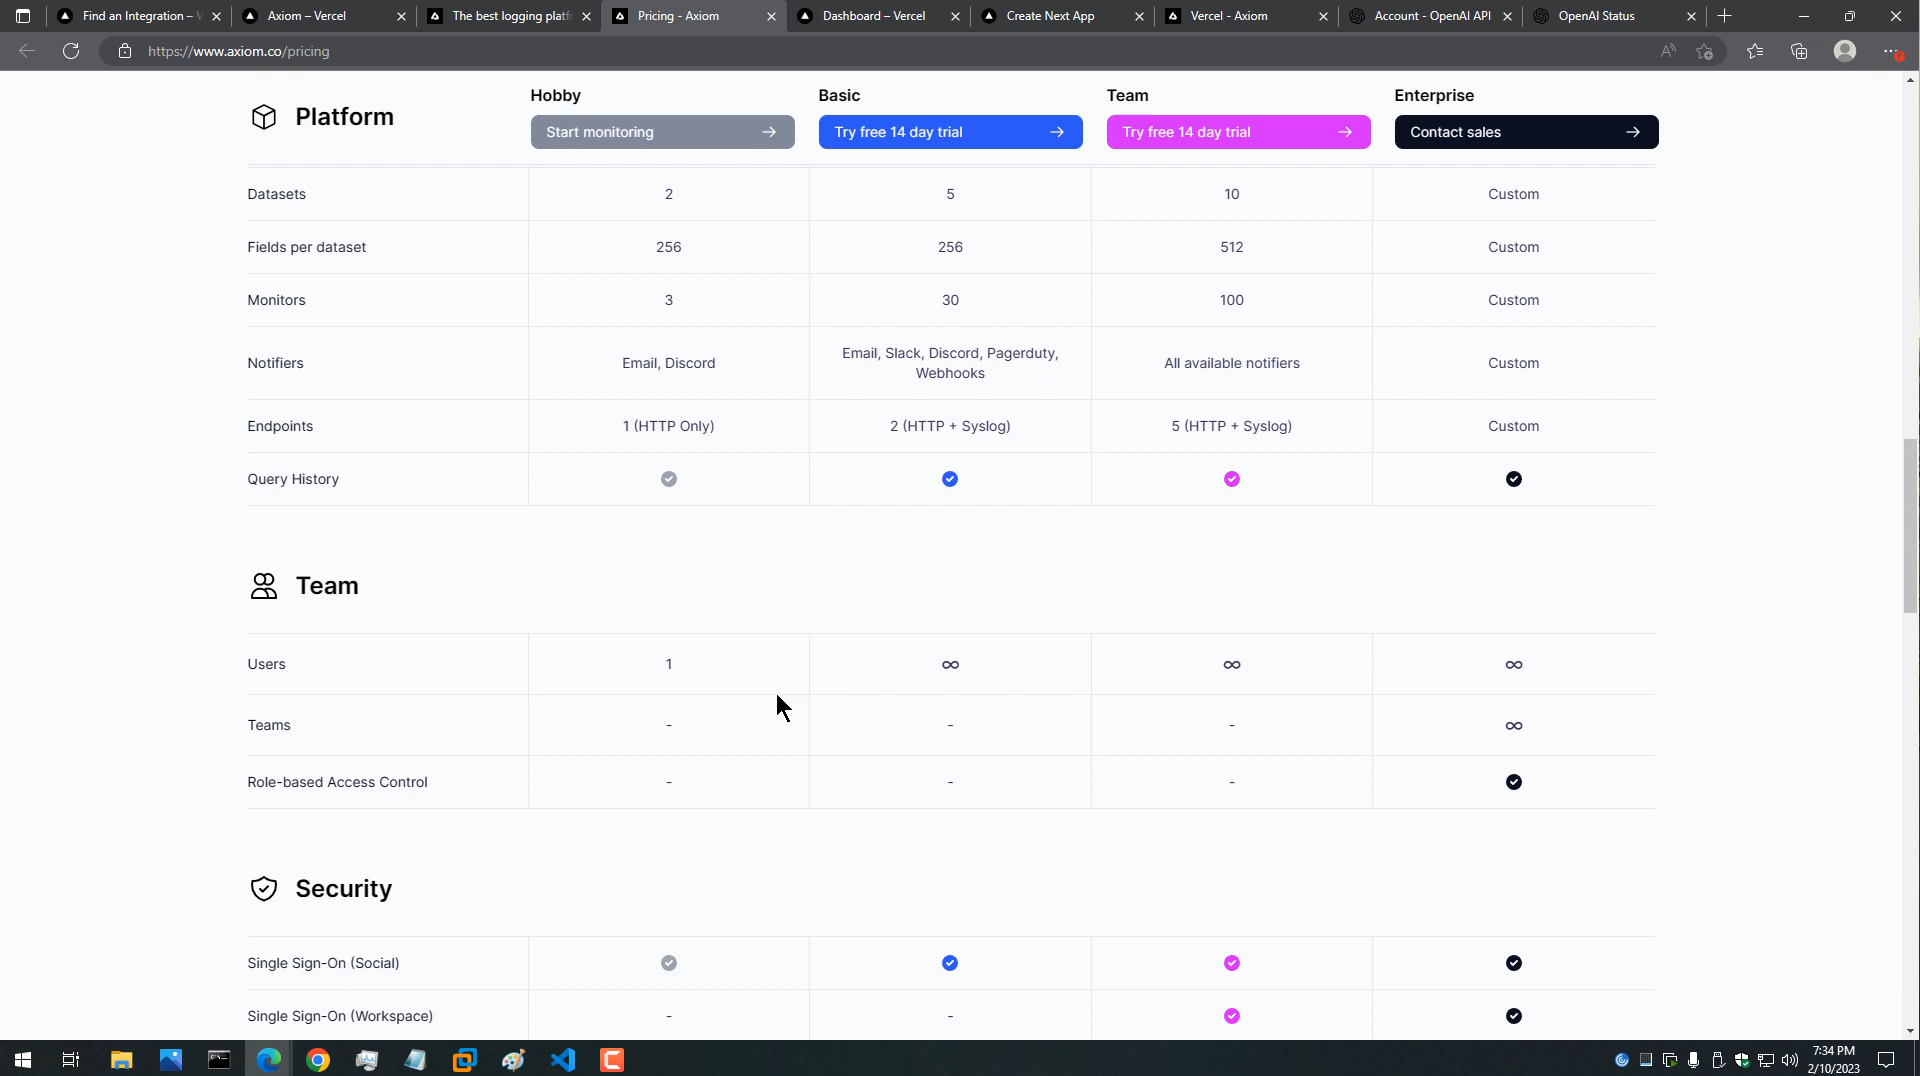 Find an Integration – V
Axiom – Vercel
The best logging platf
Pricing - Axiom
Dashboard – Vercel
Create Next App
Vercel - Axiom
Account - OpenAI API
OpenAI Status
https://www.axiom.co/pricing
Platform
Hobby
Basic
Team
Enterprise
Start monitoring
Try free 14 day trial
Try free 14 day trial
Contact sales
Datasets 2 5 10 Custom
Fields per dataset 256 256 512 Custom
Monitors 3 30 100 Custom
Notifiers Email, Discord Email, Slack, Discord, Pagerduty, Webhooks All available notifiers Custom
Endpoints 1 (HTTP Only) 2 (HTTP + Syslog) 5 (HTTP + Syslog) Custom
Query History
Team
Users 1 ∞ ∞ ∞
Teams - - - ∞
Role-based Access Control - - -
Security
Single Sign-On (Social)
Single Sign-On (Workspace) - -
7:34 PM
2/10/2023